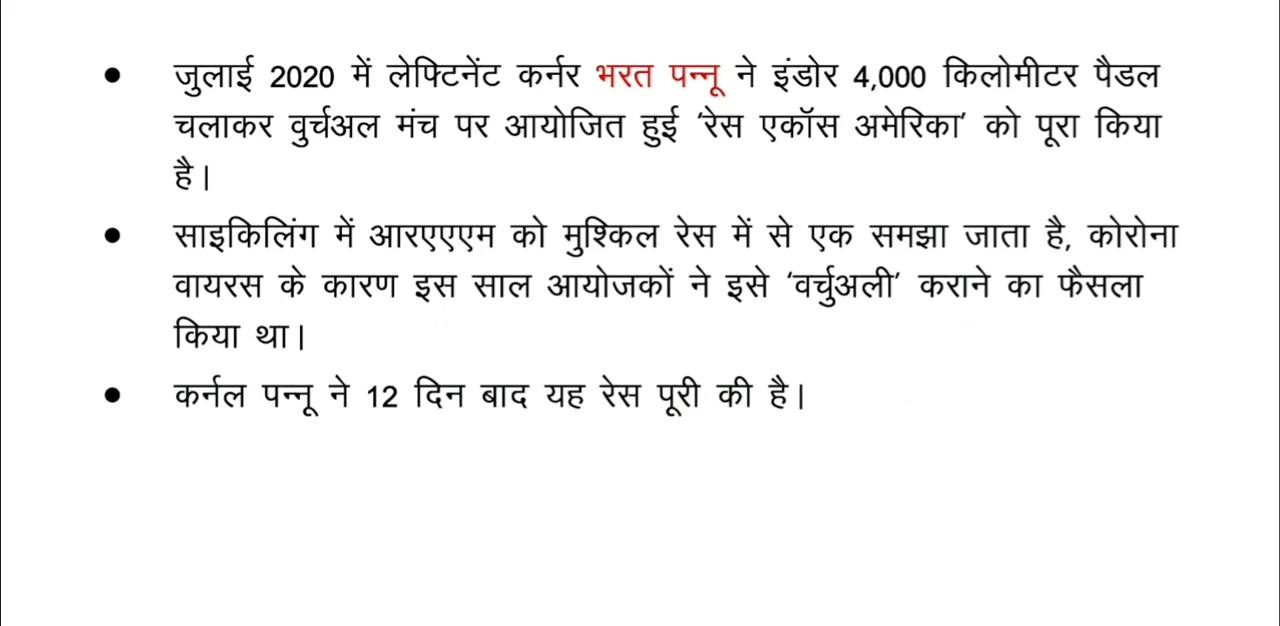 • जुलाई 2020 में लेफ्टिनेंट कर्नर भरत पन्नू ने इंडोर 4,000 किलोमीटर पैडल
चलाकर वुर्चअल मंच पर आयोजित हुई ‘रेस एकॉस अमेरिका’ को पूरा किया
है।
• साइकिलिंग में आरएएएम को मुश्किल रेस में से एक समझा जाता है, कोरोना
वायरस के कारण इस साल आयोजकों ने इसे ‘वर्चुअली’ कराने का फैसला
किया था।
• कर्नल पन्नू ने 12 दिन बाद यह रेस पूरी की है।